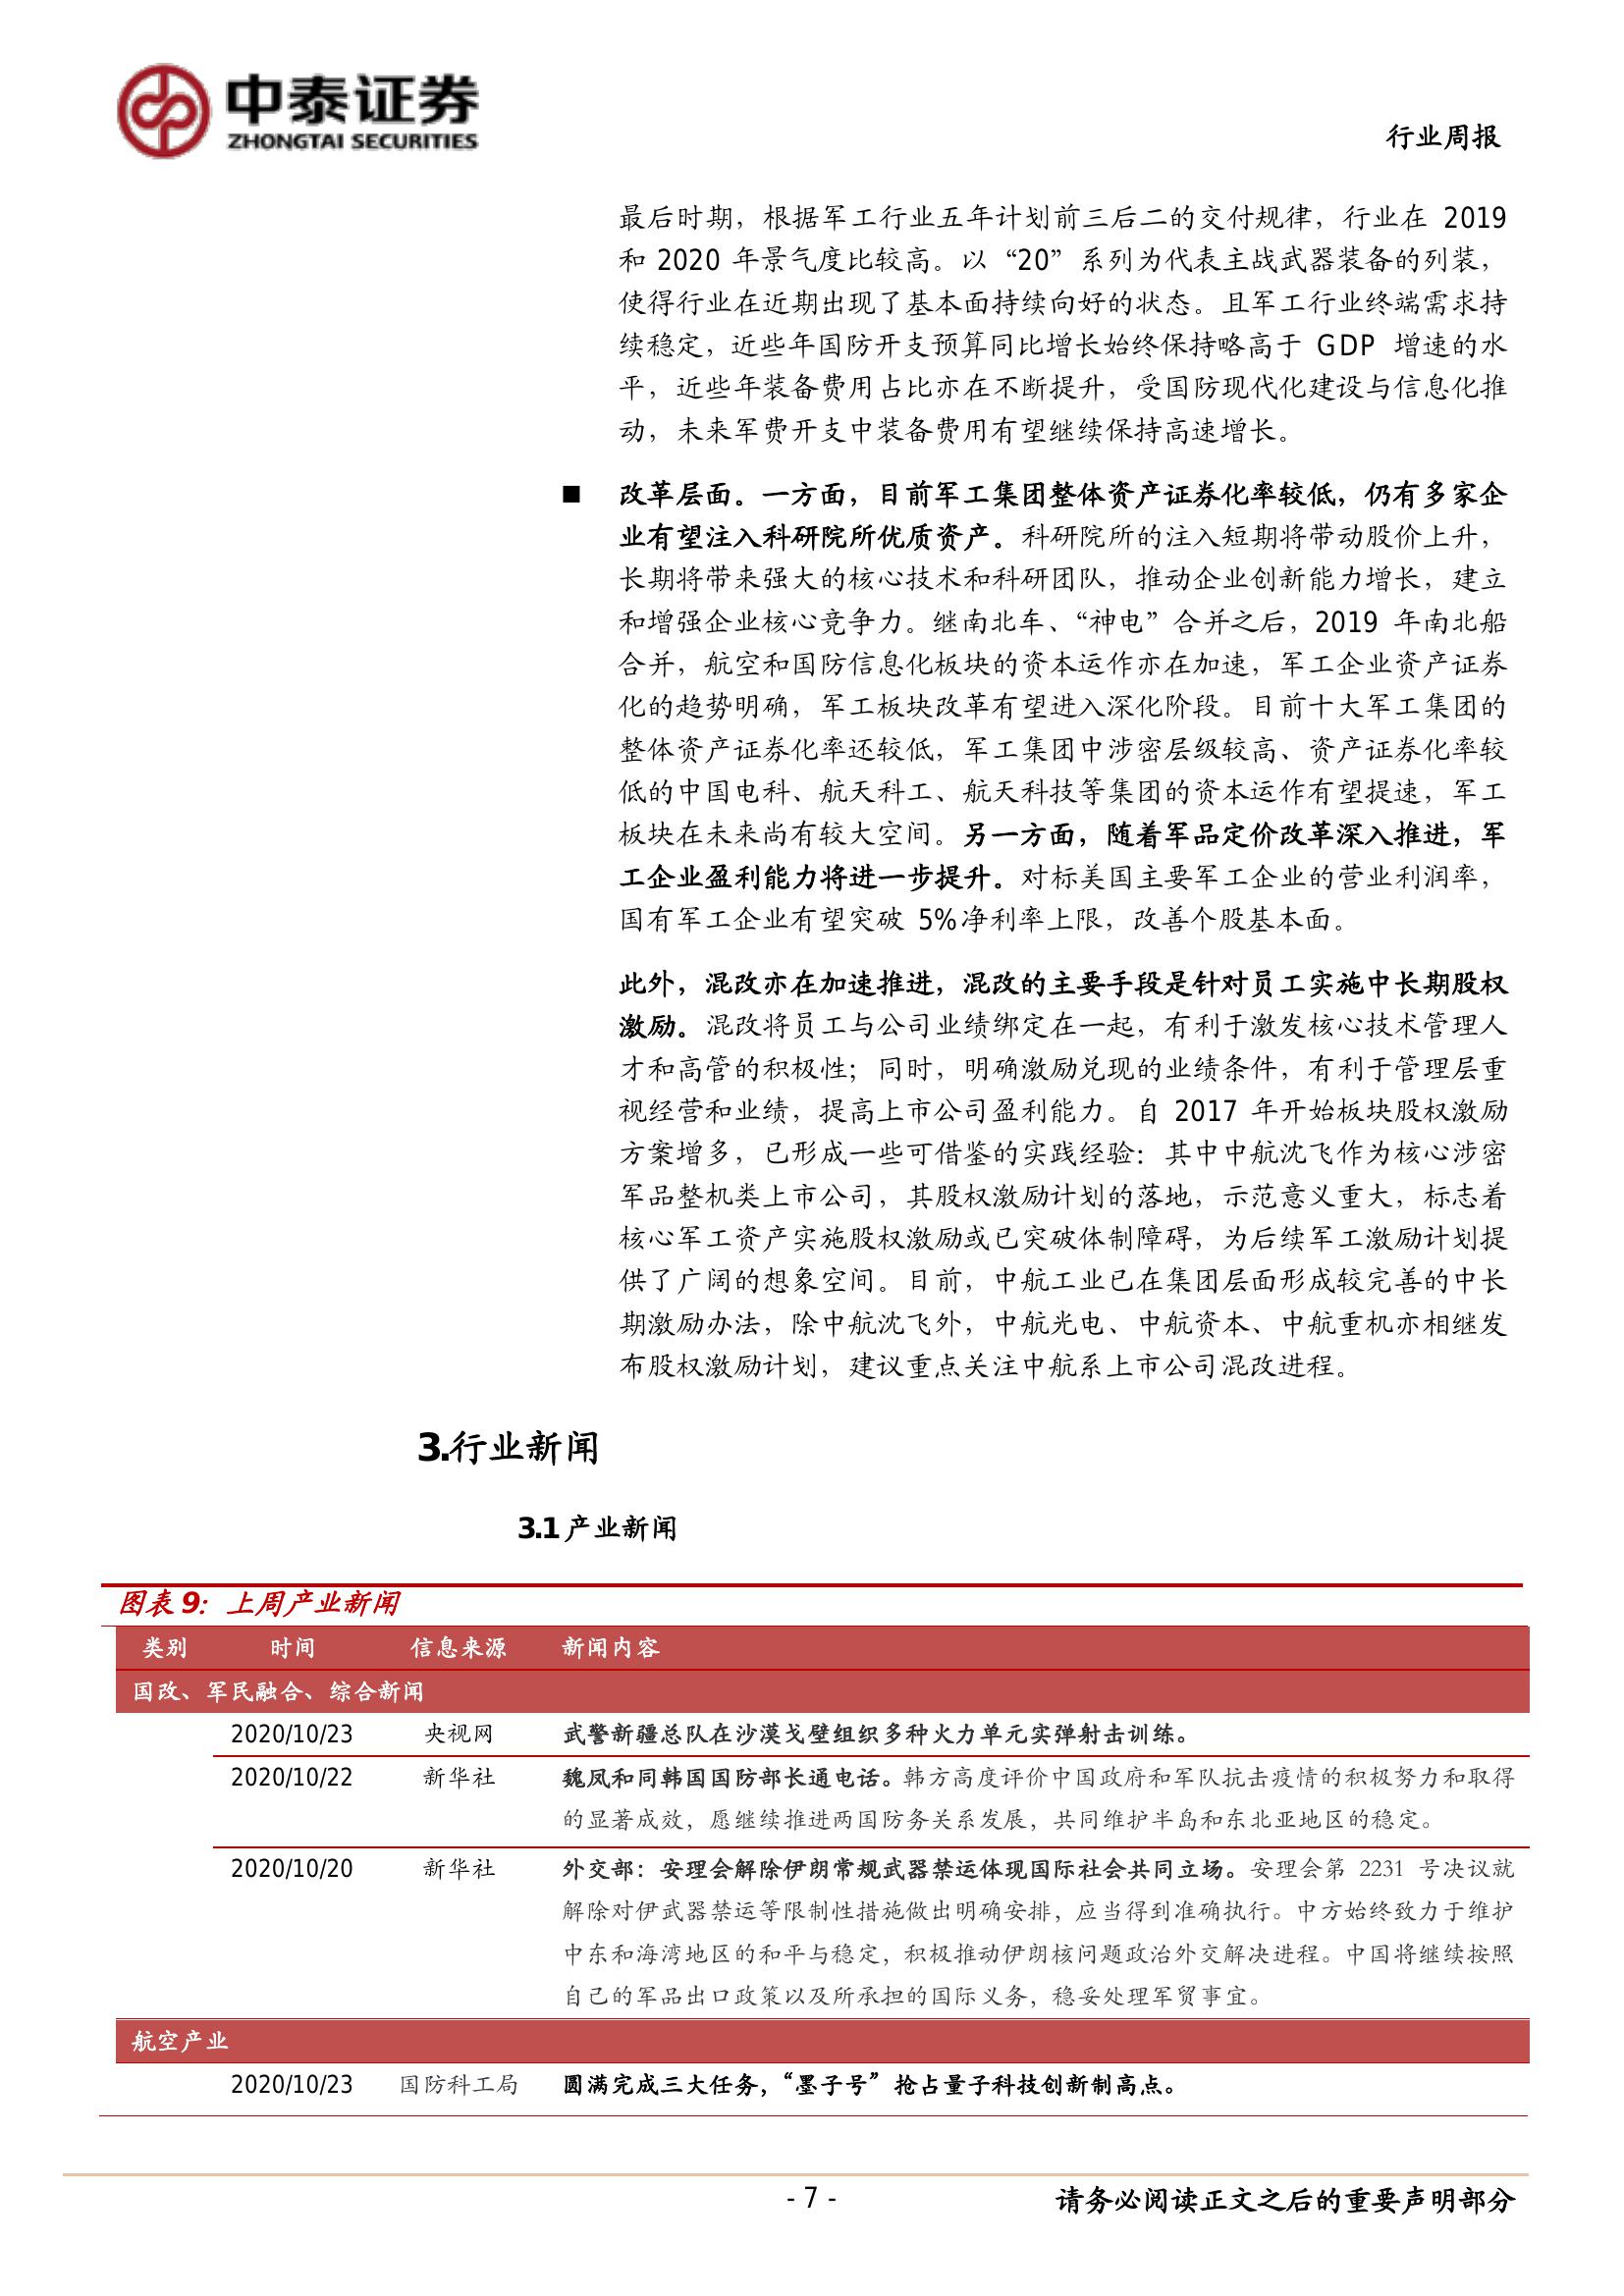 中泰证券
ZHONGTAI SECURITIES
行业周报
最后时期，根据军工行业五年计划前三后二的交付规律，行业在 2019
和 2020 年景气度比较高。以“20”系列为代表主战武器装备的列装，
使得行业在近期出现了基本面持续向好的状态。且军工行业终端需求持
续稳定，近些年国防开支预算同比增长始终保持略高于 GDP 增速的水
平，近些年装备费用占比亦在不断提升，受国防现代化建设与信息化推
动，未来军费开支中装备费用有望继续保持高速增长。
■ 改革层面。一方面，目前军工集团整体资产证券化率较低，仍有多家企
业有望注入科研院所优质资产。科研院所的注入短期将带动股价上升，
长期将带来强大的核心技术和科研团队，推动企业创新能力增长，建立
和增强企业核心竞争力。继南北车、“神电”合并之后，2019 年南北船
合并，航空和国防信息化板块的资本运作亦在加速，军工企业资产证券
化的趋势明确，军工板块改革有望进入深化阶段。目前十大军工集团的
整体资产证券化率还较低，军工集团中涉密层级较高、资产证券化率较
低的中国电科、航天科工、航天科技等集团的资本运作有望提速，军工
板块在未来尚有较大空间。另一方面，随着军品定价改革深入推进，军
工企业盈利能力将进一步提升。对标美国主要军工企业的营业利润率，
国有军工企业有望突破 5%净利率上限，改善个股基本面。
此外，混改亦在加速推进，混改的主要手段是针对员工实施中长期股权
激励。混改将员工与公司业绩绑定在一起，有利于激发核心技术管理人
才和高管的积极性；同时，明确激励兑现的业绩条件，有利于管理层重
视经营和业绩，提高上市公司盈利能力。自 2017 年开始板块股权激励
方案增多，已形成一些可借鉴的实践经验：其中中航沈飞作为核心涉密
军品整机类上市公司，其股权激励计划的落地，示范意义重大，标志着
核心军工资产实施股权激励或已突破体制障碍，为后续军工激励计划提
供了广阔的想象空间。目前，中航工业已在集团层面形成较完善的中长
期激励办法，除中航沈飞外，中航光电、中航资本、中航重机亦相继发
布股权激励计划，建议重点关注中航系上市公司混改进程。
3.行业新闻
3.1 产业新闻
图表 9：上周产业新闻
类别 时间 信息来源 新闻内容
国改、军民融合、综合新闻
2020/10/23 央视网 武警新疆总队在沙漠戈壁组织多种火力单元实弹射击训练。
2020/10/22 新华社 魏凤和同韩国国防部长通电话。韩方高度评价中国政府和军队抗击疫情的积极努力和取得
的显著成效，愿继续推进两国防务关系发展，共同维护半岛和东北亚地区的稳定。
2020/10/20 新华社 外交部：安理会解除伊朗常规武器禁运体现国际社会共同立场。安理会第 2231 号决议就
解除对伊武器禁运等限制性措施做出明确安排，应当得到准确执行。中方始终致力于维护
中东和海湾地区的和平与稳定，积极推动伊朗核问题政治外交解决进程。中国将继续按照
自己的军品出口政策以及所承担的国际义务，稳妥处理军贸事宜。
航空产业
2020/10/23 国防科工局 圆满完成三大任务，“墨子号”抢占量子科技创新制高点。
- 7 -
请务必阅读正文之后的重要声明部分